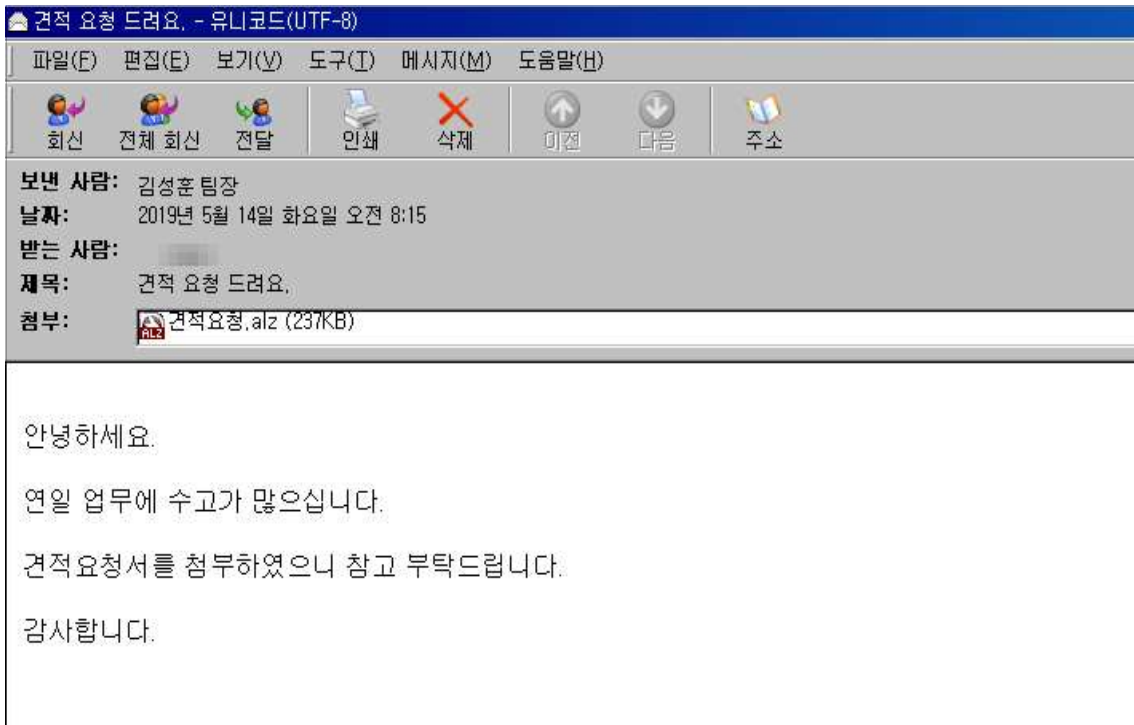 견적 요청 드려요. - 유니코드(UTF-8)
파일(F) 편집(E) 보기(V) 도구(T) 메시지(M) 도움말(H)
회신 전체 회신 전달 인쇄 삭제 이전 다음 주소
보낸 사람: 김성훈 팀장
날짜: 2019년 5월 14일 화요일 오전 8:15
받는 사람:
제목: 견적 요청 드려요.
첨부: ALZ 견적요청.alz (237KB)
안녕하세요.
연일 업무에 수고가 많으십니다.
견적요청서를 첨부하였으니 참고 부탁드립니다.
감사합니다.